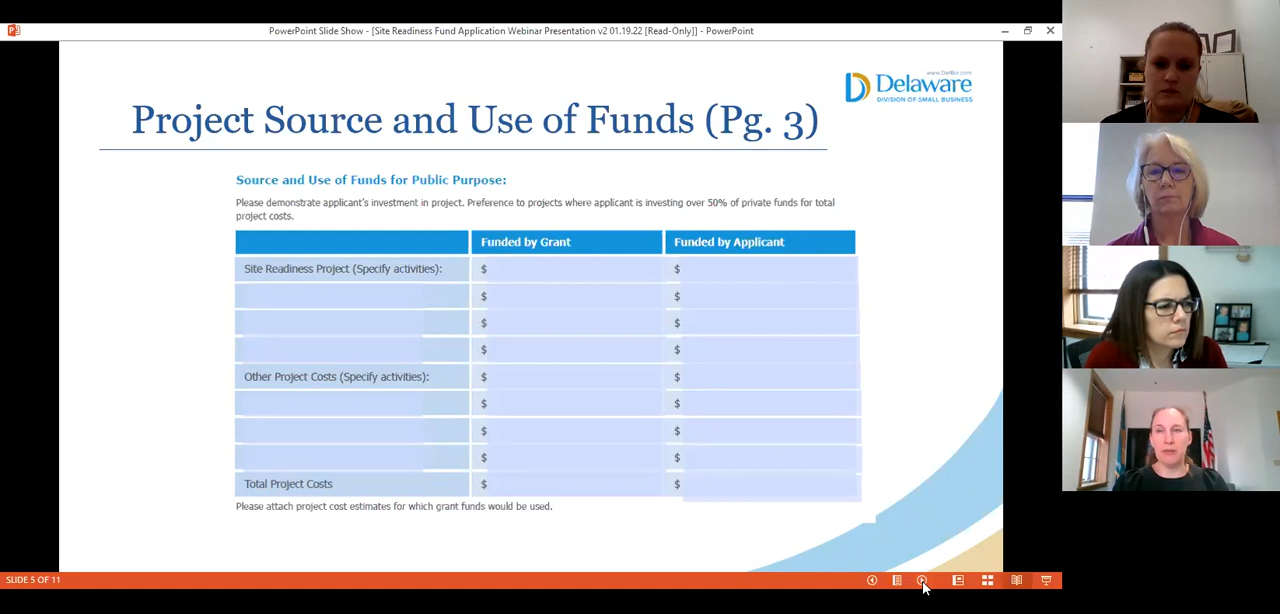 PowerPoint Slide Show - [Site Readiness Fund Application Webinar Presentation v2 01.19.22 [Read-Only]] - PowerPoint
www.DelBiz.com
Delaware
DIVISION OF SMALL BUSINESS
Project Source and Use of Funds (Pg. 3)
Source and Use of Funds for Public Purpose:
Please demonstrate applicant's investment in project. Preference to projects where applicant is investing over 50% of private funds for total
project costs.
Funded by Grant Funded by Applicant
Site Readiness Project (Specify activities): $ $
$ $
$ $
$ $
Other Project Costs (Specify activities): $ $
$ $
$ $
$ $
Total Project Costs $ $
Please attach project cost estimates for which grant funds would be used.
SLIDE 5 OF 11